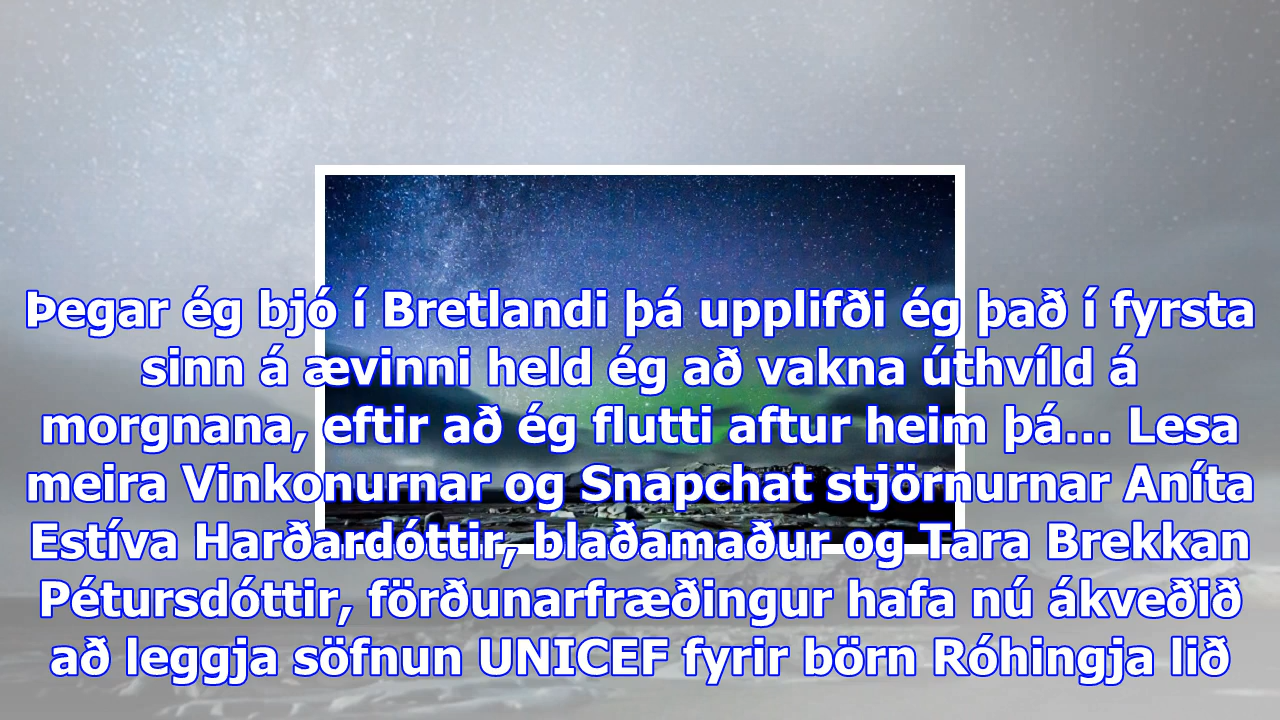 Þegar ég bjó í Bretlandi þá upplifði ég það í fyrsta
sinn á ævinni held ég að vakna úthvíld á
morgnana, eftir að ég flutti aftur heim þá... Lesa
meira Vinkonurnar og Snapchat stjörnurnar Aníta
Estíva Harðardóttir, blaðamaður og Tara Brekkan
Pétursdóttir, förðunarfræðingur hafa nú ákveðið
að leggja söfnun UNICEF fyrir börn Róhingja lið